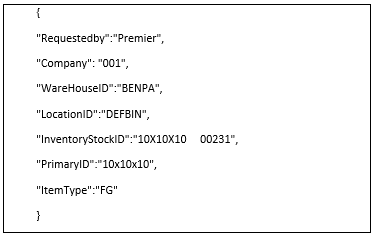 {
"Requestedby":"Premier",
"Company": "001",
"WareHouseID":"BENPA",
"LocationID":"DEFBIN",
"InventoryStockID":"10X10X10     00231",
"PrimaryID":"10x10x10",
"ItemType":"FG"
}